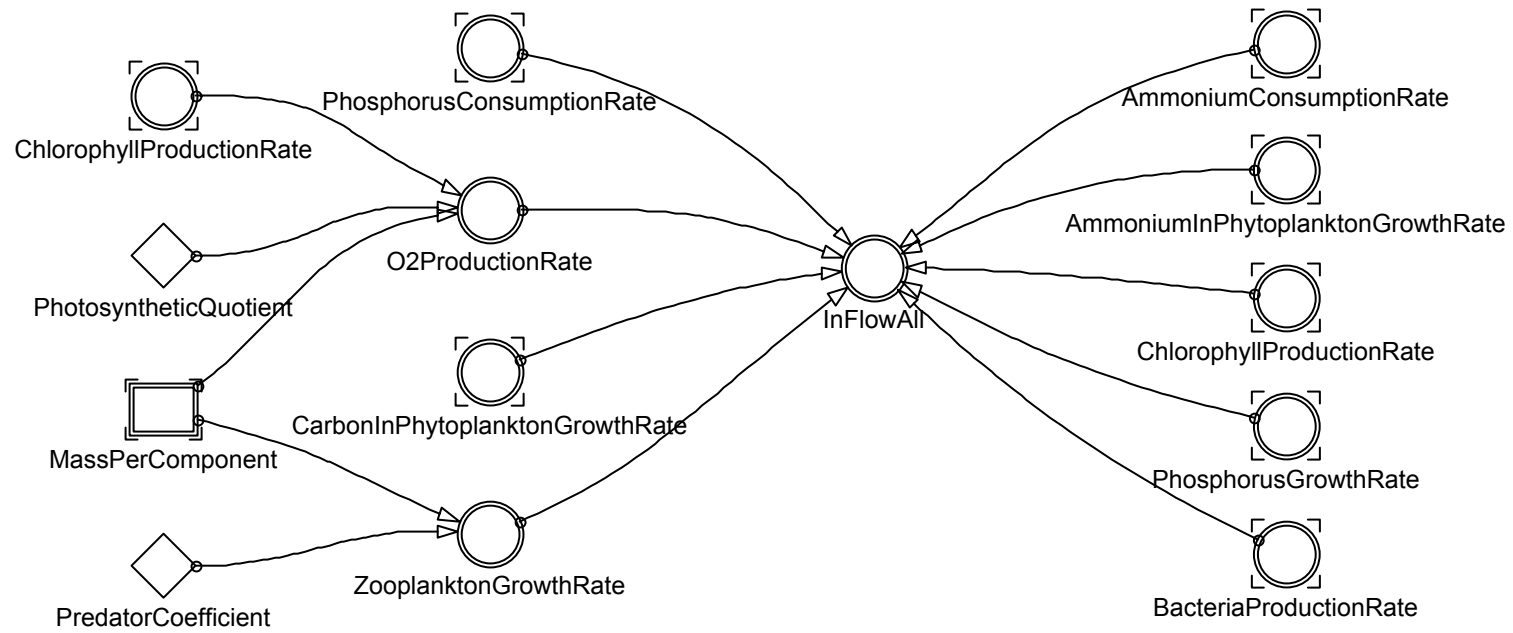 PhosphorusConsumptionRate
AmmoniumConsumptionRate
ChlorophyllProductionRate
AmmoniumInPhytoplanktonGrowthRate
O2ProductionRate
PhotosyntheticQuotient
InFlowAll
ChlorophyllProductionRate
CarbonInPhytoplanktonGrowthRate
MassPerComponent
PhosphorusGrowthRate
ZooplanktonGrowthRate
BacteriaProductionRate
PredatorCoefficient